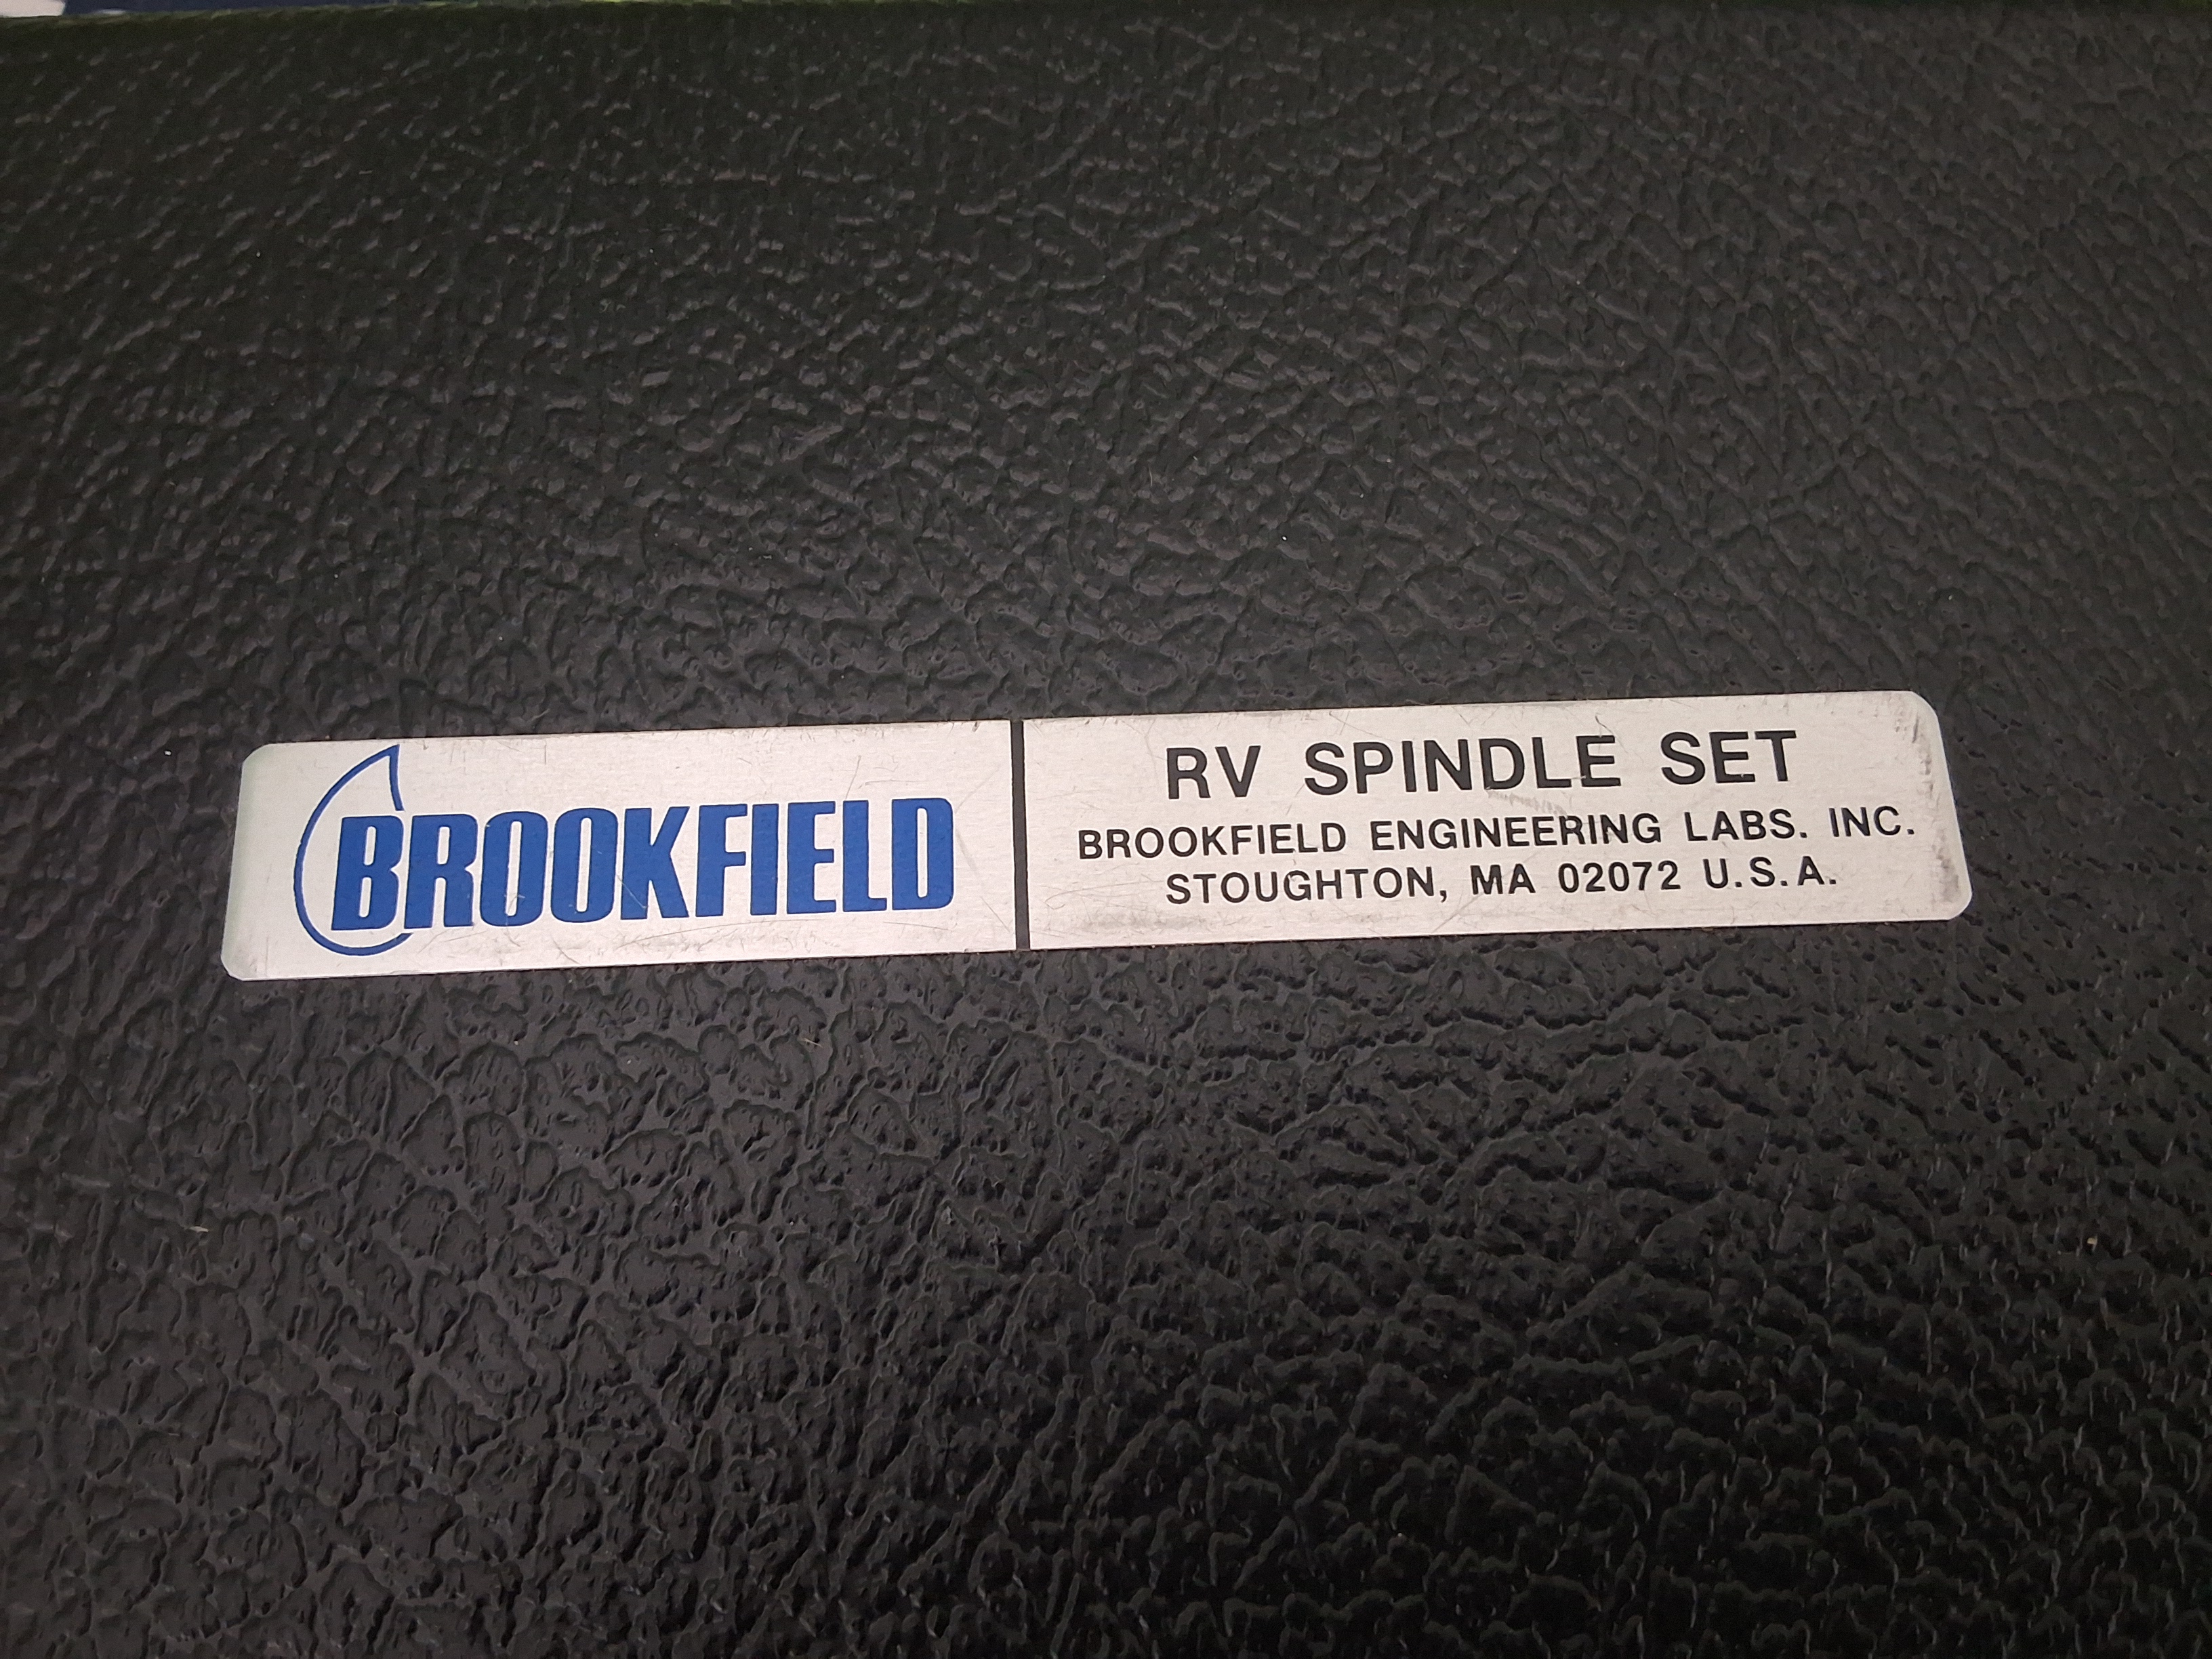 BROOKFIELD
RV SPINDLE SET
BROOKFIELD ENGINEERING LABS. INC.
STOUGHTON, MA 02072 U.S.A.